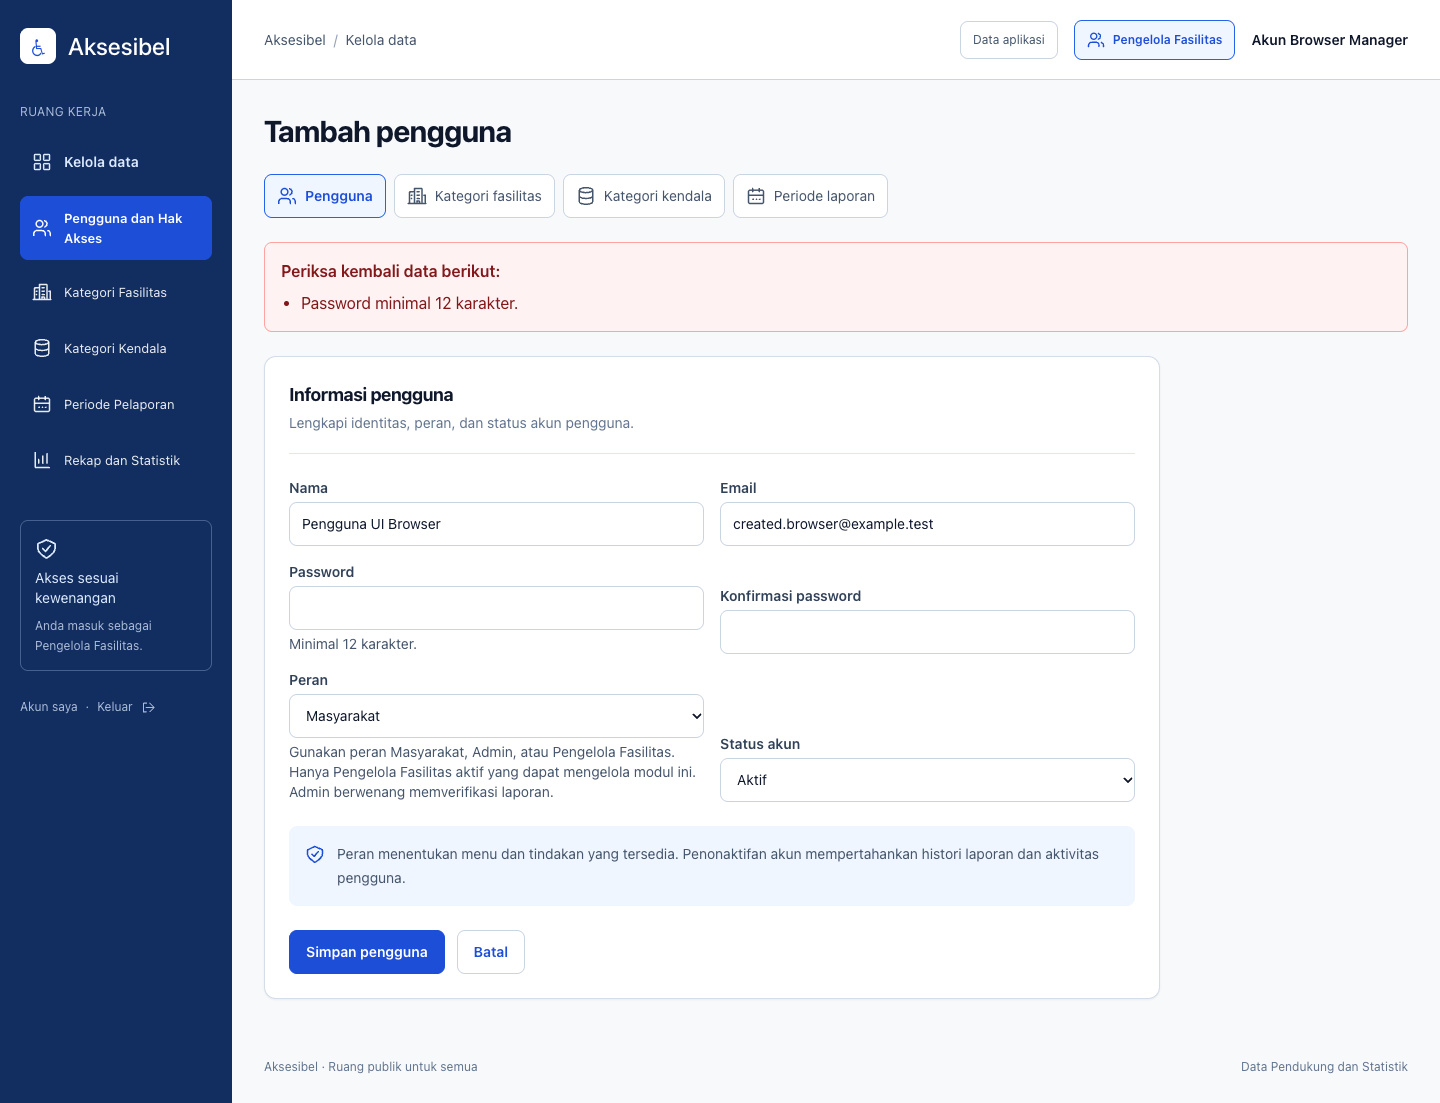 Aksesibel
RUANG KERJA
Kelola data
Pengguna dan Hak
Akses
Kategori Fasilitas
Kategori Kendala
Periode Pelaporan
Rekap dan Statistik
Akses sesuai
kewenangan
Anda masuk sebagai
Pengelola Fasilitas.
Akun saya · Keluar
Aksesibel / Kelola data
Data aplikasi
Pengelola Fasilitas
Akun Browser Manager
Tambah pengguna
Pengguna
Kategori fasilitas
Kategori kendala
Periode laporan
Periksa kembali data berikut:
• Password minimal 12 karakter.
Informasi pengguna
Lengkapi identitas, peran, dan status akun pengguna.
Nama
Pengguna UI Browser
Email
created.browser@example.test
Password
Minimal 12 karakter.
Konfirmasi password
Peran
Masyarakat
Gunakan peran Masyarakat, Admin, atau Pengelola Fasilitas.
Hanya Pengelola Fasilitas aktif yang dapat mengelola modul ini.
Admin berwenang memverifikasi laporan.
Status akun
Aktif
Peran menentukan menu dan tindakan yang tersedia. Penonaktifan akun mempertahankan histori laporan dan aktivitas
pengguna.
Simpan pengguna
Batal
Aksesibel · Ruang publik untuk semua
Data Pendukung dan Statistik